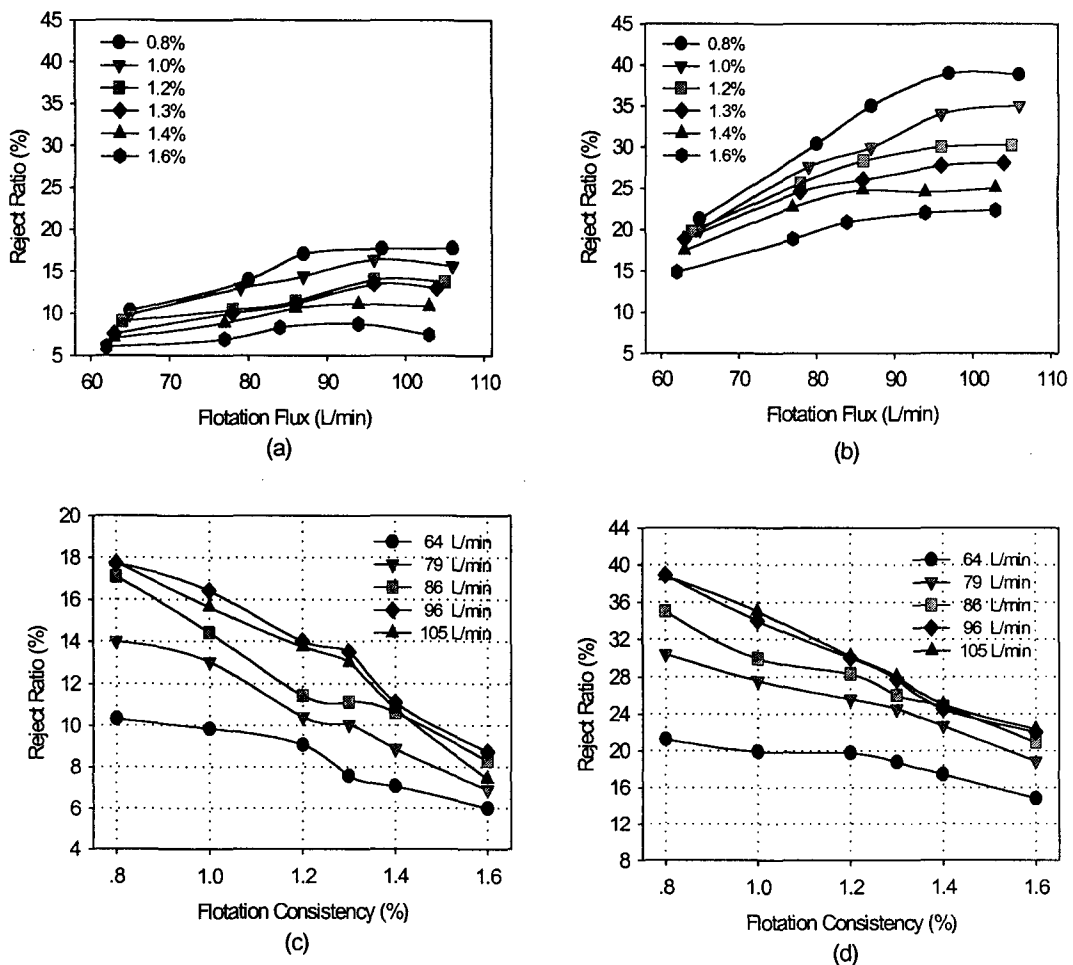 45
40
35
30
25
20
15
10
5
Reject Ratio (%)
0.8%
1.0%
1.2%
1.3%
1.4%
1.6%
60 70 80 90 100 110
Flotation Flux (L/min)
(a)
45
40
35
30
25
20
15
10
5
Reject Ratio (%)
0.8%
1.0%
1.2%
1.3%
1.4%
1.6%
60 70 80 90 100 110
Flotation Flux (L/min)
(b)
20
18
16
14
12
10
8
6
4
Reject Ratio (%)
64 L/min
79 L/min
86 L/min
96 L/min
105 L/min
.8 1.0 1.2 1.4 1.6
Flotation Consistency (%)
(c)
44
40
36
32
28
24
20
16
12
8
Reject Ratio (%)
64 L/min
79 L/min
86 L/min
96 L/min
105 L/min
.8 1.0 1.2 1.4 1.6
Flotation Consistency (%)
(d)